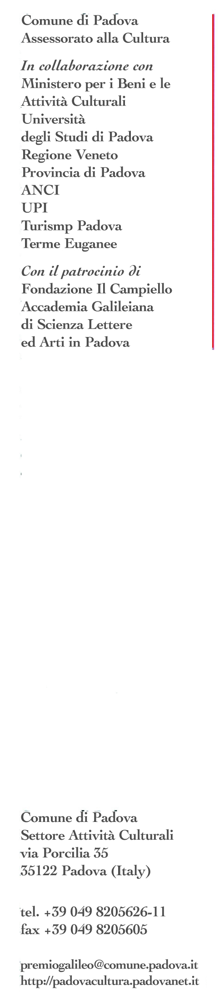 Comune di Padova
Assessorato alla Cultura
In collaborazione con
Ministero per i Beni e le
Attività Culturali
Università
degli Studi di Padova
Regione Veneto
Provincia di Padova
ANCI
UPI
Turismp Padova
Terme Euganee
Con il patrocinio di
Fondazione Il Campiello
Accademia Galileiana
di Scienza Lettere
ed Arti in Padova
Comune di Padova
Settore Attività Culturali
via Porcilia 35
35122 Padova (Italy)
tel. +39 049 8205626-11
fax +39 049 8205605
premiogalileo@comune.padova.it
http://padovacultura.padovanet.it